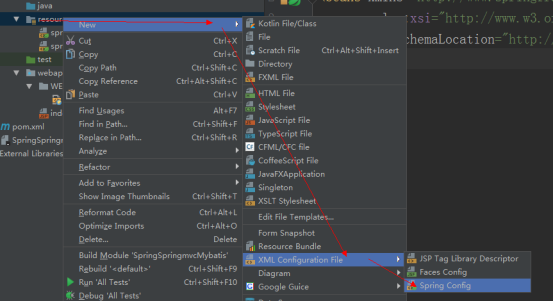 java
resour
spr
spr
test
webap
WE
ind
pom.xml
SpringSpring
External Libraries
New
Cut Ctrl+X
Copy Ctrl+C
Copy Path Ctrl+Shift+C
Copy Reference Ctrl+Alt+Shift+C
Paste Ctrl+V
Find Usages Alt+F7
Find in Path... Ctrl+Shift+F
Replace in Path... Ctrl+Shift+R
Analyze
Refactor
Add to Favorites
Show Image Thumbnails Ctrl+Shift+T
Reformat Code Ctrl+Alt+L
Optimize Imports Ctrl+Alt+O
Delete... Delete
Build Module 'SpringSpringmvcMybatis'
Rebuild '<default>' Ctrl+Shift+F9
Run 'All Tests' Ctrl+Shift+F10
Debug 'All Tests'
Kotlin File/Class
File
Scratch File Ctrl+Alt+Shift+Insert
Directory
FXML File
HTML File
Stylesheet
JavaScript File
TypeScript File
CFML/CFC file
CoffeeScript File
JavaFXApplication
Singleton
XSLT Stylesheet
Edit File Templates...
Form Snapshot
Resource Bundle
XML Configuration File
Diagram
Google Guice
JSP Tag Library Descriptor
Faces Config
Spring Config
:xsi="http://www.w3.o
chemaLocation="http:/